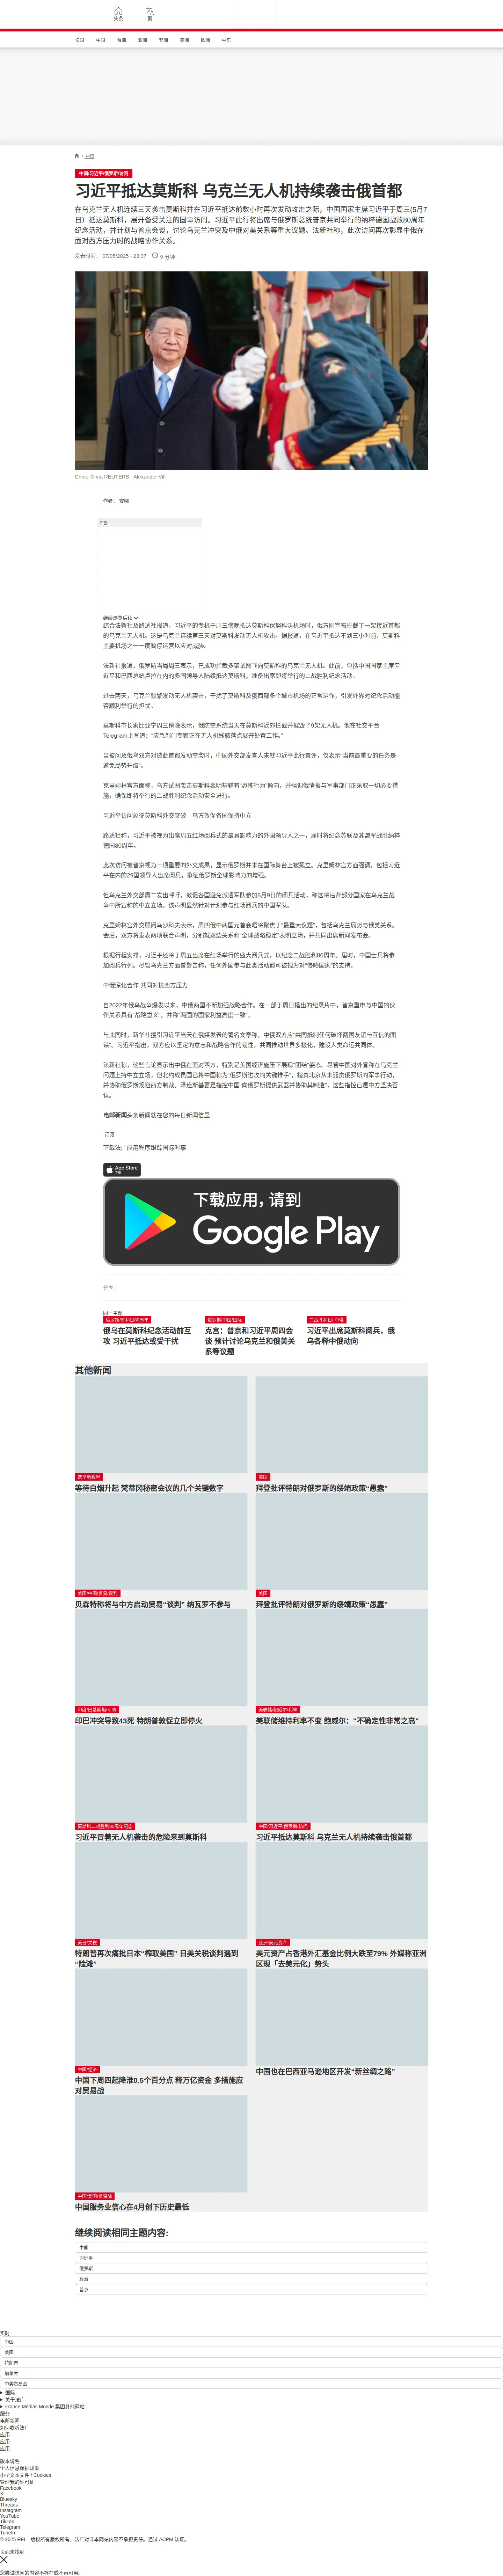 头条
繁
法国
中国
台海
亚洲
非洲
美洲
欧洲
中东
/ 中国
中国/习近平/俄罗斯/访问
习近平抵达莫斯科 乌克兰无人机持续袭击俄首都
在乌克兰无人机连续三天袭击莫斯科并在习近平抵达前数小时再次发动攻击之际，中国国家主席习近平于周三(5月7
日）抵达莫斯科，展开备受关注的国事访问。习近平此行将出席与俄罗斯总统普京共同举行的纳粹德国战败80周年
纪念活动，并计划与普京会谈，讨论乌克兰冲突及中俄对美关系等重大议题。法新社称，此次访问再次彰显中俄在
面对西方压力时的战略协作关系。
发表时间： 07/05/2025 - 23:37
9 分钟
Chine © via REUTERS - Alexander Vilf
作者： 安娜
广告
继续浏览后续
综合法新社及路透社报道，习近平的专机于周三傍晚抵达莫斯科伏努科沃机场时，俄方刚宣布拦截了一架接近首都
的乌克兰无人机。这是乌克兰连续第三天对莫斯科发动无人机攻击。据报道，在习近平抵达不到三小时前，莫斯科
主要机场之一一度暂停运营以应对威胁。
法新社报道，俄罗斯当局周三表示，已成功拦截多架试图飞向莫斯科的乌克兰无人机。此前，包括中国国家主席习
近平和巴西总统卢拉在内的多国领导人陆续抵达莫斯科，准备出席即将举行的二战胜利纪念活动。
过去两天，乌克兰频繁发动无人机袭击，干扰了莫斯科及俄西部多个城市机场的正常运作，引发外界对纪念活动能
否顺利举行的担忧。
莫斯科市长索比亚宁周三傍晚表示，俄防空系统当天在莫斯科近郊拦截并摧毁了9架无人机。他在社交平台
Telegram上写道：“应急部门专家正在无人机残骸落点展开处置工作。”
当被问及俄乌双方对彼此首都发动空袭时，中国外交部发言人未就习近平此行置评，仅表示“当前最重要的任务是
避免局势升级”。
克里姆林宫方面称，乌方试图袭击莫斯科表明基辅有“恐怖行为”倾向，并强调俄情报与军事部门正采取一切必要措
施，确保即将举行的二战胜利纪念活动安全进行。
习近平访问象征莫斯科外交突破　乌方敦促各国保持中立
路透社称，习近平被视为出席周五红场阅兵式的最具影响力的外国领导人之一，届时将纪念苏联及其盟军战胜纳粹
德国80周年。
此次访问被普京视为一项重要的外交成果，显示俄罗斯并未在国际舞台上被孤立。克里姆林宫方面强调，包括习近
平在内的29国领导人出席阅兵，象征俄罗斯全球影响力的增强。
但乌克兰外交部周二发出呼吁，敦促各国避免派遣军队参加5月9日的阅兵活动，称这将违背部分国家在乌克兰战
争中所宣称的中立立场。该声明显然针对计划参与红场阅兵的中国军队。
克里姆林宫外交顾问乌沙科夫表示，周四俄中两国元首会晤将聚焦于“最重大议题”，包括乌克兰局势与俄美关系。
会后，双方将发表两项联合声明，分别就双边关系和“全球战略稳定”表明立场，并共同出席新闻发布会。
根据行程安排，习近平还将于周五出席在红场举行的盛大阅兵式，以纪念二战胜利80周年。届时，中国士兵将参
加阅兵行列。尽管乌克兰方面曾警告称，任何外国参与此类活动都可被视为对“侵略国家”的支持。
中俄深化合作 共同对抗西方压力
自2022年俄乌战争爆发以来，中俄两国不断加强战略合作。在一部于周日播出的纪录片中，普京重申与中国的伙
伴关系具有“战略意义”，并称“两国的国家利益高度一致”。
与此同时，新华社援引习近平当天在俄媒发表的署名文章称，中俄双方应“共同抵制任何破坏两国友谊与互信的图
谋”。习近平指出，双方应以坚定的意志和战略合作的韧性，共同推动世界多极化，建设人类命运共同体。
法新社称，这些言论显示出中俄在面对西方，特别是美国经济施压下展现“团结”姿态。尽管中国对外宣称在乌克兰
问题上持中立立场，但北约成员国已将中国称为“俄罗斯进攻的关键推手”，指责北京从未谴责俄罗斯的军事行动，
并协助俄罗斯规避西方制裁。泽连斯基更是指控中国“向俄罗斯提供武器并协助其制造”，这些指控已遭中方坚决否
认。
电邮新闻头条新闻就在您的每日新闻信里
订阅
下载法广应用程序跟踪国际时事
App Store
下载
下载应用，请到
Google Play
分享 :
同一主题
俄罗斯/胜利日80周年
俄乌在莫斯科纪念活动前互
攻 习近平抵达或受干扰
俄罗斯/中国/国际
克宫：普京和习近平周四会
谈 预计讨论乌克兰和俄美关
系等议题
二战胜利日/ 中俄
习近平出席莫斯科阅兵，俄
乌各释中俄动向
其他新闻
选举新教皇
等待白烟升起 梵蒂冈秘密会议的几个关键数字
美国
拜登批评特朗对俄罗斯的绥靖政策“愚蠢”
美国/中国/贸易/谈判
贝森特称将与中方启动贸易“谈判” 纳瓦罗不参与
美国
拜登批评特朗对俄罗斯的绥靖政策“愚蠢”
印度/巴基斯坦/军事
印巴冲突导致43死 特朗普敦促立即停火
美联储/鲍威尔/利率
美联储维持利率不变 鲍威尔："不确定性非常之高"
莫斯科二战胜利80周年纪念
习近平冒着无人机袭击的危险来到莫斯科
中国/习近平/俄罗斯/访问
习近平抵达莫斯科 乌克兰无人机持续袭击俄首都
美日/关税
特朗普再次痛批日本“榨取美国” 日美关税谈判遇到
“险滩”
亚洲/美元资产
美元资产占香港外汇基金比例大跌至79% 外媒称亚洲
区现「去美元化」势头
中国/经济
中国下周四起降准0.5个百分点 释万亿资金 多措施应
对贸易战
中国也在巴西亚马逊地区开发“新丝绸之路”
中国/美国/贸易战
中国服务业信心在4月创下历史最低
继续阅读相同主题内容:
中国
习近平
俄罗斯
政治
普京
实时
中国
美国
特朗普
加拿大
中美贸易战
国际
关于法广
France Médias Monde 集团其他网站
服务
电邮新闻
如何收听法广
应用
应用
应用
版本说明
个人信息保护政策
小型文本文件 / Cookies
管理我的许可证
Facebook
X
Bluesky
Threads
Instagram
YouTube
TikTok
Telegram
TuneIn
© 2025 RFI – 版权所有版权所有。法广对非本网站内容不承担责任。通过 ACPM 认证。
页面未找到
您尝试访问的内容不存在或不再可用。